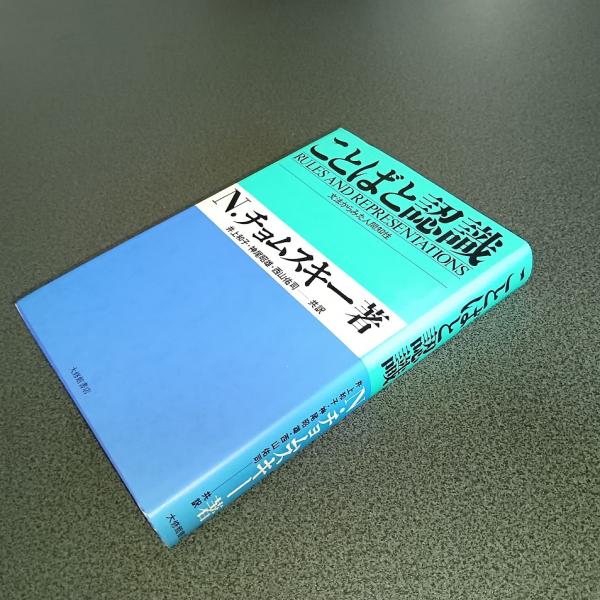 ことばと認識
RULES AND REPRESENTATIONS
文法からみた人間知性
N.チョムスキー著
井上和子・神尾昭雄・西山佑司——共訳
大修館書店
ことばと認識
N・チョムスキー著
井上和子・神尾昭雄・西山佑司 共訳
大修館書店